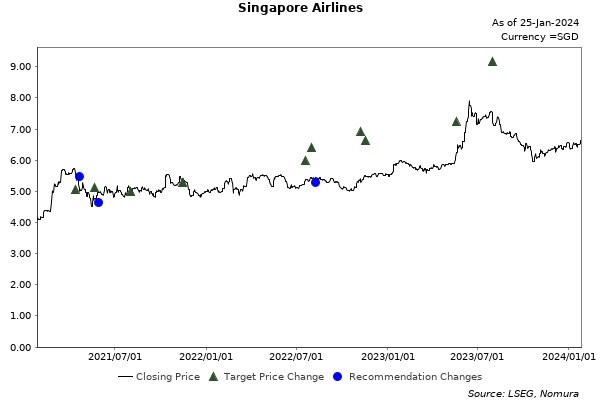 Singapore Airlines
As of 25-Jan-2024
Currency =SGD
9.00
8.00
7.00
6.00
5.00
4.00
3.00
2.00
1.00
0.00
2021/07/01 2022/01/01 2022/07/01 2023/01/01 2023/07/01 2024/01/01
Closing Price Target Price Change Recommendation Changes
Source: LSEG, Nomura